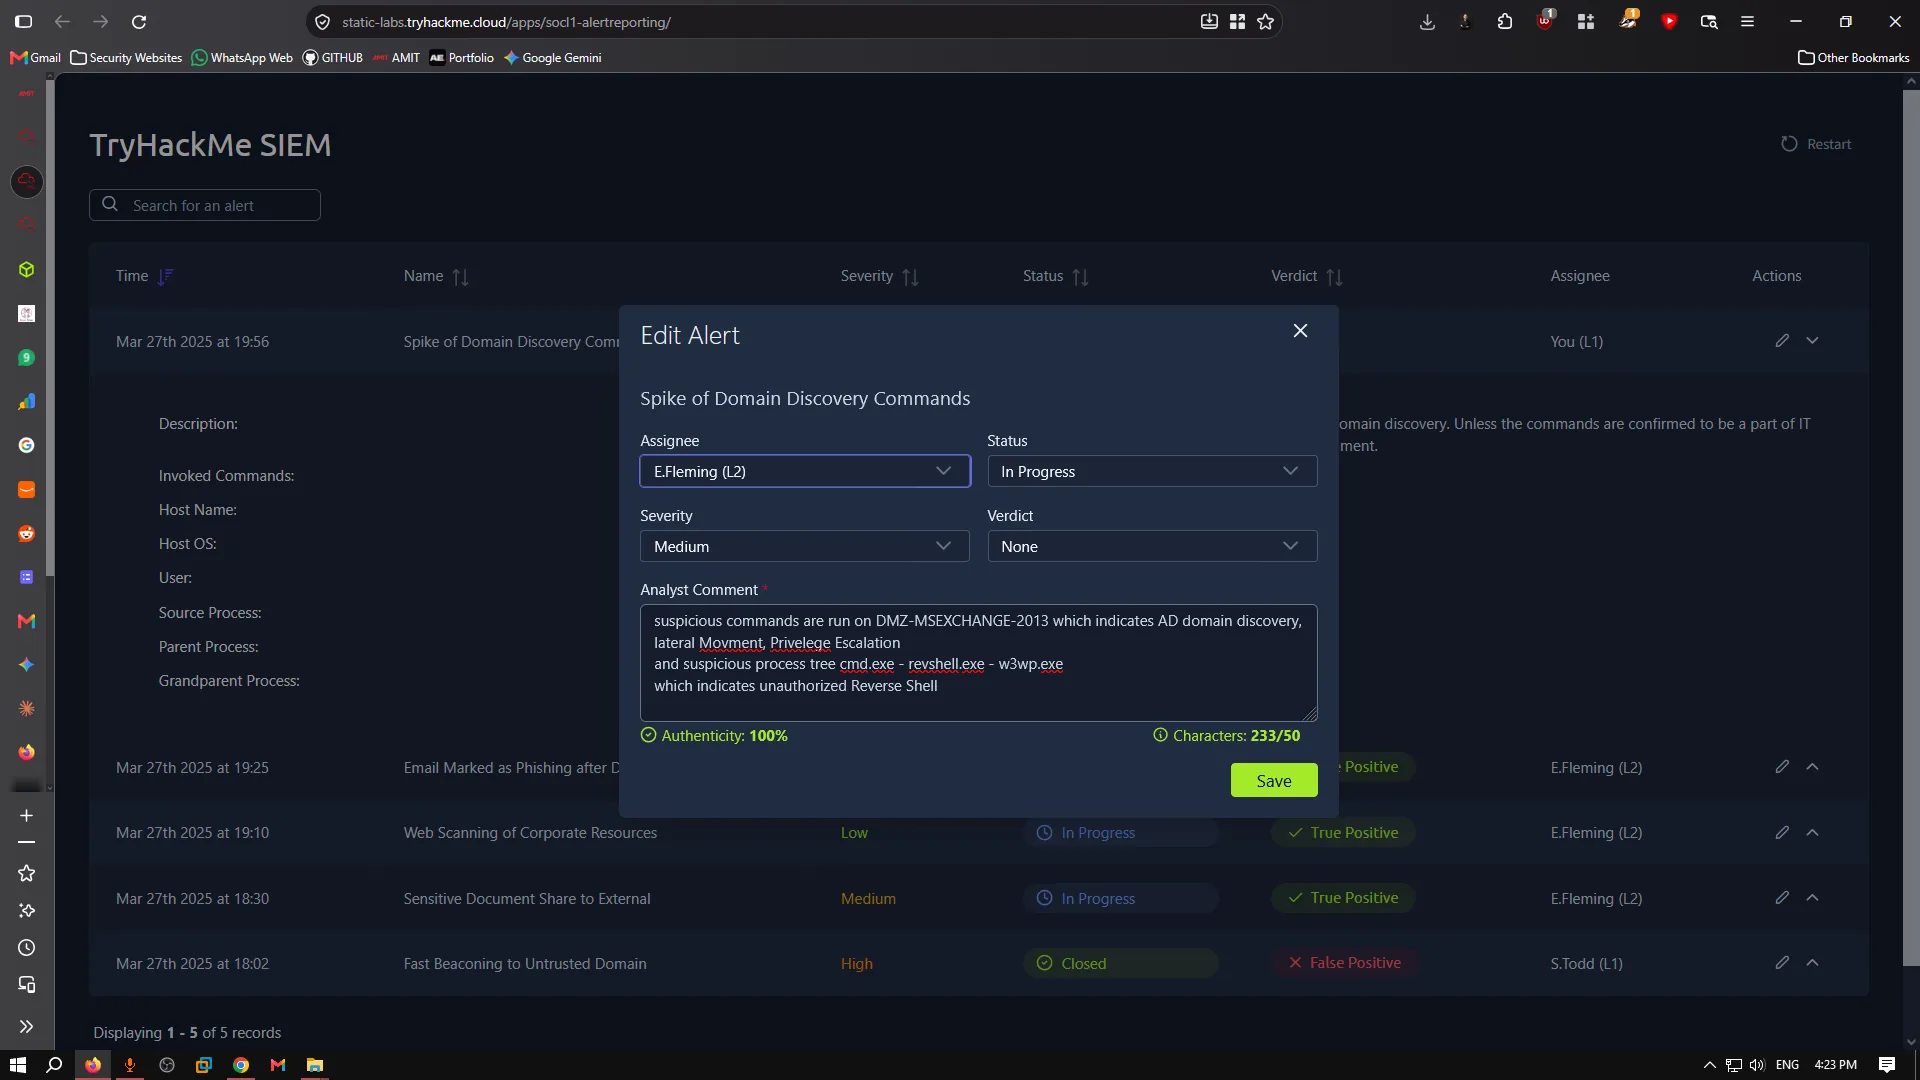 static-labs.tryhackme.cloud/apps/socl1-alertreporting/
1
1
Gmail Security Websites WhatsApp Web GITHUB AMIT AMIT AE Portfolio Google Gemini Other Bookmarks
AMIT
TryHackMe SIEM
Restart
Search for an alert
Time Name Severity Status Verdict Assignee Actions
Mar 27th 2025 at 19:56 Spike of Domain Discovery Com You (L1)
Edit Alert
Spike of Domain Discovery Commands
Assignee Status
E.Fleming (L2) In Progress
Severity Verdict
Medium None
Analyst Comment *
suspicious commands are run on DMZ-MSEXCHANGE-2013 which indicates AD domain discovery,
lateral Movment, Privelege Escalation
and suspicious process tree cmd.exe - revshell.exe - w3wp.exe
which indicates unauthorized Reverse Shell
Authenticity: 100% Characters: 233/50
Save
Description: omain discovery. Unless the commands are confirmed to be a part of IT
ment.
Invoked Commands:
Host Name:
Host OS:
User:
Source Process:
Parent Process:
Grandparent Process:
9
Mar 27th 2025 at 19:25 Email Marked as Phishing after D Positive E.Fleming (L2)
Mar 27th 2025 at 19:10 Web Scanning of Corporate Resources Low In Progress True Positive E.Fleming (L2)
Mar 27th 2025 at 18:30 Sensitive Document Share to External Medium In Progress True Positive E.Fleming (L2)
Mar 27th 2025 at 18:02 Fast Beaconing to Untrusted Domain High Closed False Positive S.Todd (L1)
Displaying 1 - 5 of 5 records
ENG 4:23 PM